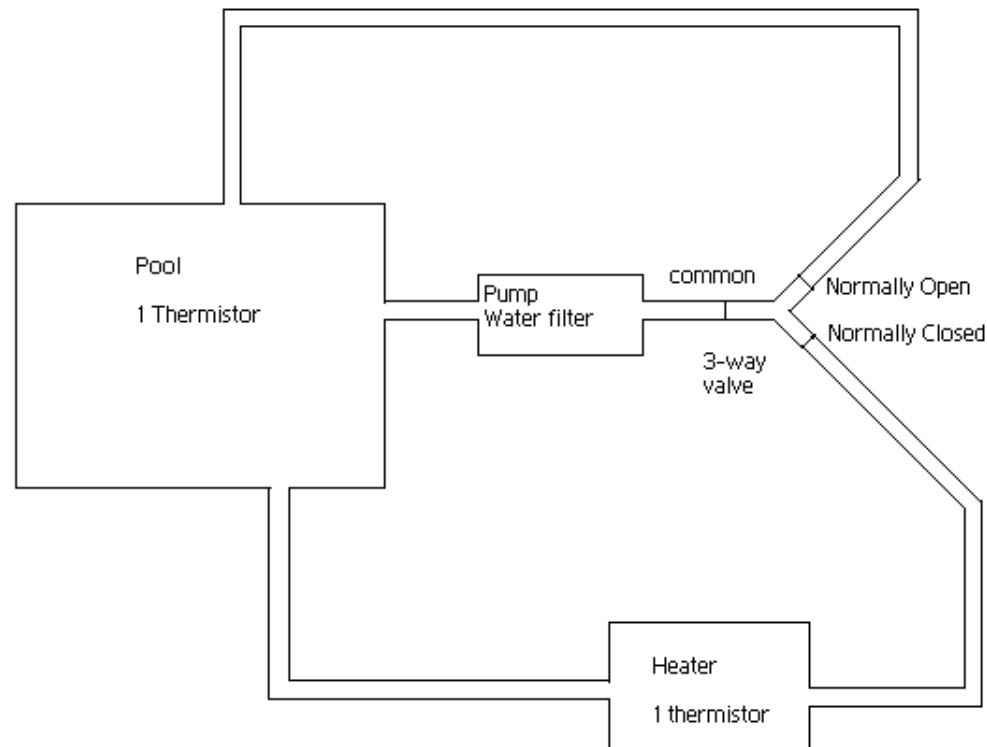 Pool
1 Thermistor
Pump
Water filter
common
3-way
valve
Normally Open
Normally Closed
Heater
1 thermistor